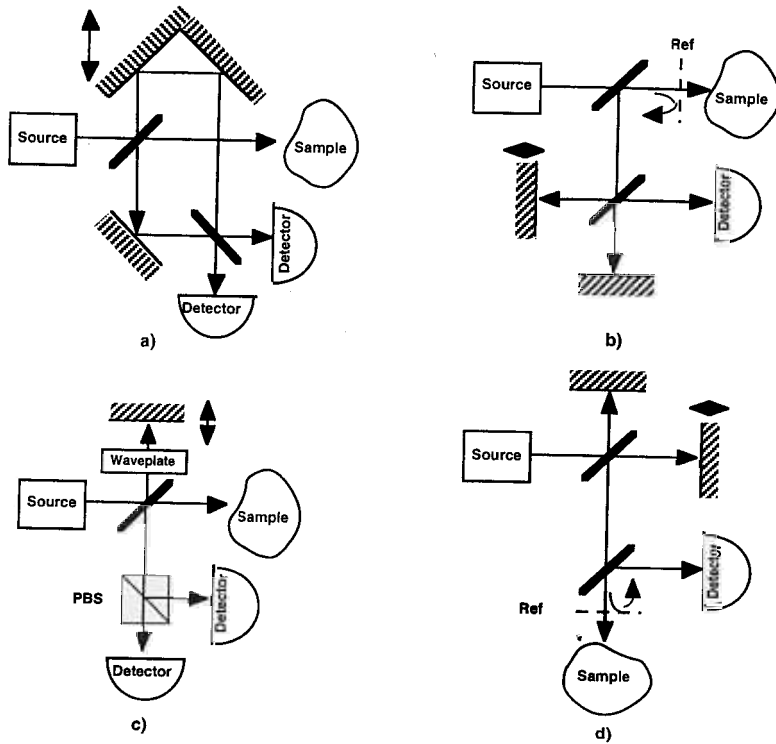 Source
Sample
Detector
Detector
a)
Ref
Source
Sample
Detector
b)
Waveplate
Source
Sample
PBS
Detector
Detector
c)
Source
Detector
Ref
Sample
d)